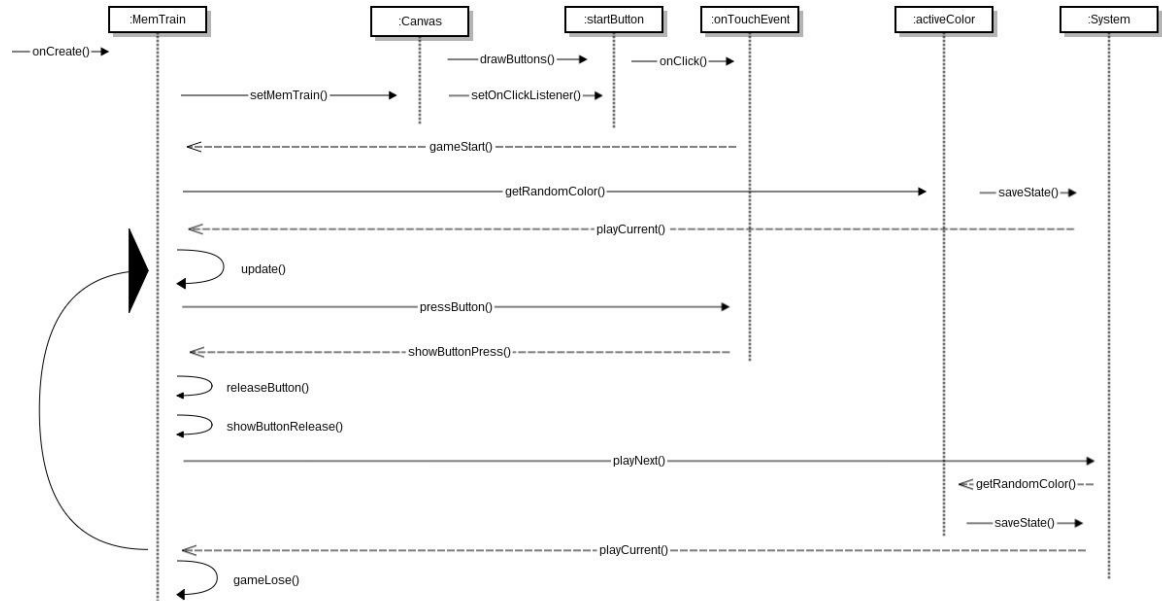 :MemTrain
:Canvas
:startButton
:onTouchEvent
:activeColor
:System
onCreate()
drawButtons()
onClick()
setMemTrain()
setOnClickListener()
gameStart()
getRandomColor()
saveState()
playCurrent()
update()
pressButton()
showButtonPress()
releaseButton()
showButtonRelease()
playNext()
getRandomColor()
saveState()
playCurrent()
gameLose()